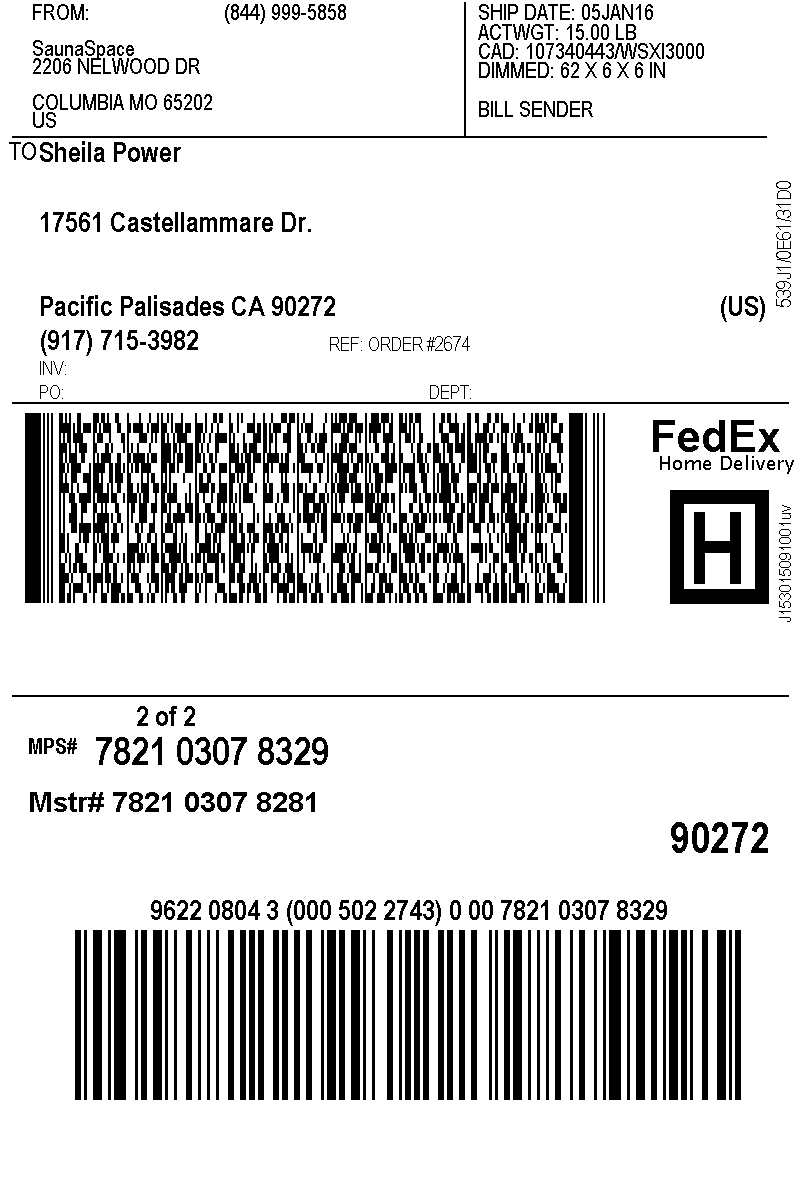 FROM: (844) 999-5858
SaunaSpace
2206 NELWOOD DR
COLUMBIA MO 65202
US
SHIP DATE: 05JAN16
ACTWGT: 15.00 LB
CAD: 107340443/WSXI3000
DIMMED: 62 X 6 X 6 IN
BILL SENDER
TO Sheila Power
17561 Castellammare Dr.
Pacific Palisades CA 90272 (US)
(917) 715-3982 REF: ORDER #2674
INV:
PO: DEPT:
539J1/0E61/31D0
FedEx
Home Delivery
H
J153015091001uv
2 of 2
MPS# 7821 0307 8329
Mstr# 7821 0307 8281
90272
9622 0804 3 (000 502 2743) 0 00 7821 0307 8329